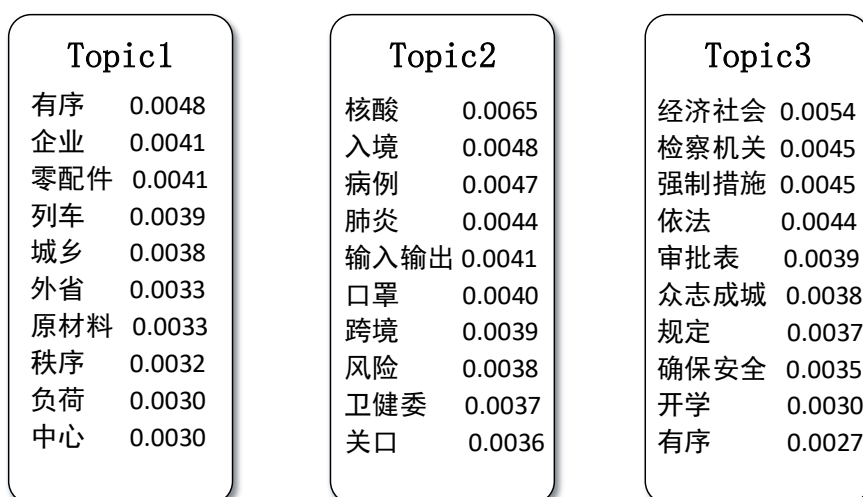 Topic1
有序 0.0048
企业 0.0041
零配件 0.0041
列车 0.0039
城乡 0.0038
外省 0.0033
原材料 0.0033
秩序 0.0032
负荷 0.0030
中心 0.0030
Topic2
核酸 0.0065
入境 0.0048
病例 0.0047
肺炎 0.0044
输入输出 0.0041
口罩 0.0040
跨境 0.0039
风险 0.0038
卫健委 0.0037
关口 0.0036
Topic3
经济社会 0.0054
检察机关 0.0045
强制措施 0.0045
依法 0.0044
审批表 0.0039
众志成城 0.0038
规定 0.0037
确保安全 0.0035
开学 0.0030
有序 0.0027